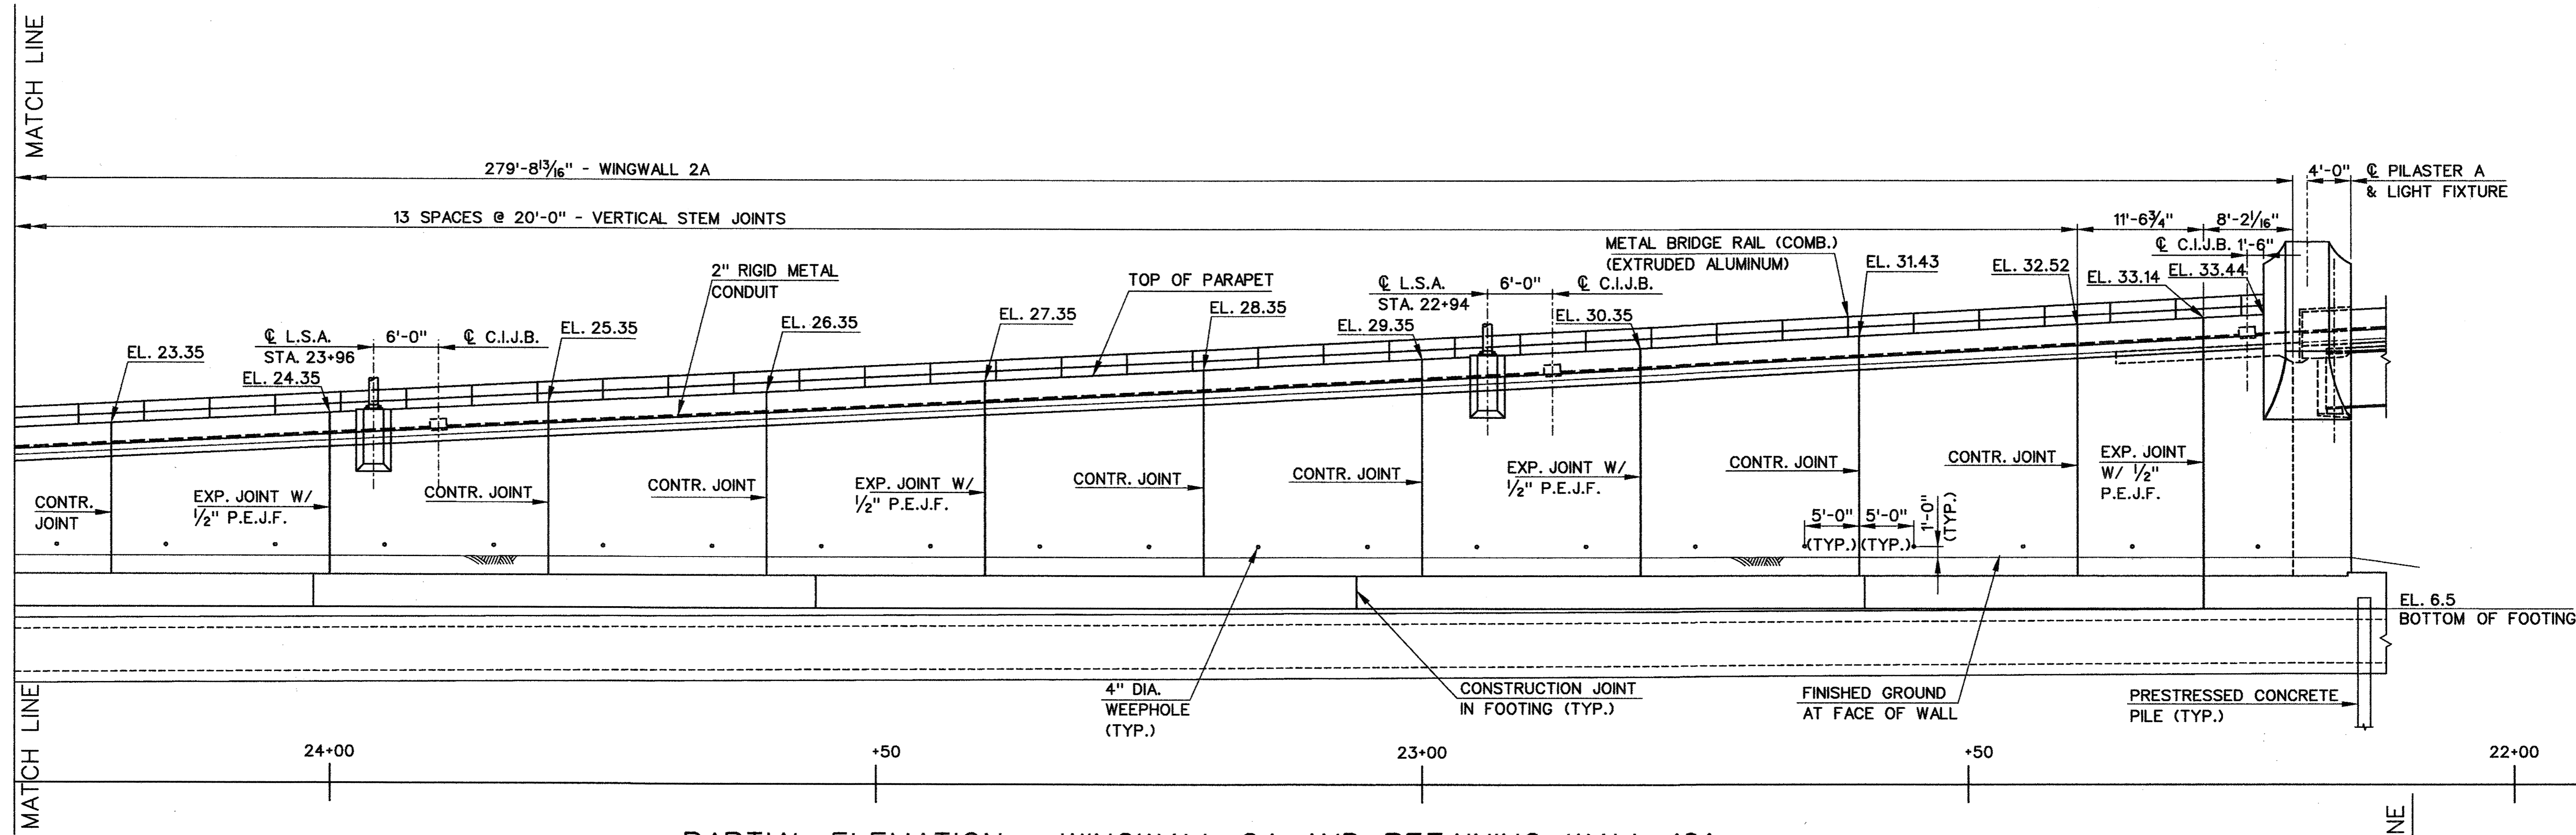 MATCH LINE
279'-8 13/16" - WINGWALL 2A
4'-0"
℄ PILASTER A
& LIGHT FIXTURE
13 SPACES @ 20'-0" - VERTICAL STEM JOINTS
11'-6 3/4"
8'-2 1/16"
METAL BRIDGE RAIL (COMB.)
(EXTRUDED ALUMINUM)
℄ C.I.J.B. 1'-6"
2" RIGID METAL
CONDUIT
TOP OF PARAPET
℄ L.S.A.
STA. 22+94
6'-0"
℄ C.I.J.B.
EL. 31.43
EL. 32.52
EL. 33.14
EL. 33.44
EL. 23.35
℄ L.S.A.
STA. 23+96
6'-0"
℄ C.I.J.B.
EL. 24.35
EL. 25.35
EL. 26.35
EL. 27.35
EL. 28.35
EL. 29.35
EL. 30.35
CONTR.
JOINT
EXP. JOINT W/
1/2" P.E.J.F.
CONTR. JOINT
CONTR. JOINT
EXP. JOINT W/
1/2" P.E.J.F.
CONTR. JOINT
CONTR. JOINT
EXP. JOINT W/
1/2" P.E.J.F.
CONTR. JOINT
CONTR. JOINT
EXP. JOINT
W/ 1/2"
P.E.J.F.
5'-0"
(TYP.)
5'-0"
(TYP.)
1'-0"
(TYP.)
EL. 6.5
BOTTOM OF FOOTING
4" DIA.
WEEPHOLE
(TYP.)
CONSTRUCTION JOINT
IN FOOTING (TYP.)
FINISHED GROUND
AT FACE OF WALL
PRESTRESSED CONCRETE
PILE (TYP.)
MATCH LINE
24+00
+50
23+00
+50
22+00